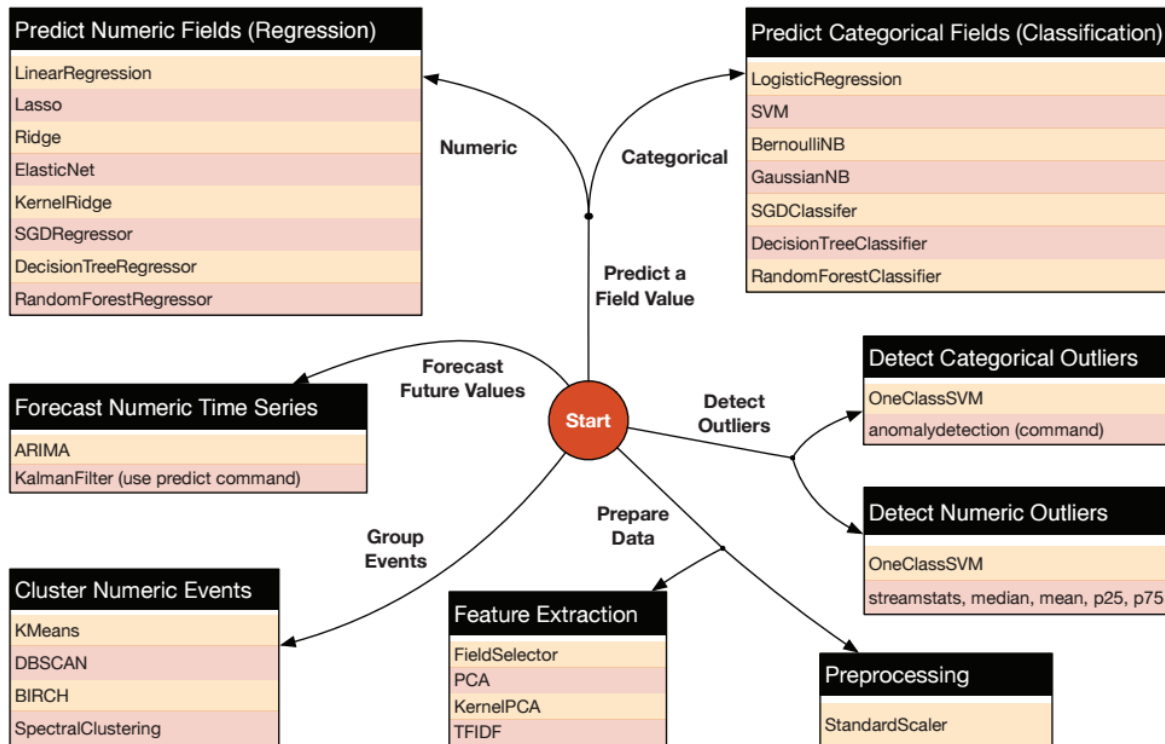 Predict Numeric Fields (Regression)
LinearRegression
Lasso
Ridge
ElasticNet
KernelRidge
SGDRegressor
DecisionTreeRegressor
RandomForestRegressor
Numeric
Categorical
Predict Categorical Fields (Classification)
LogisticRegression
SVM
BernoulliNB
GaussianNB
SGDClassifer
DecisionTreeClassifier
RandomForestClassifier
Predict a
Field Value
Forecast
Future Values
Forecast Numeric Time Series
ARIMA
KalmanFilter (use predict command)
Start
Detect
Outliers
Detect Categorical Outliers
OneClassSVM
anomalydetection (command)
Detect Numeric Outliers
OneClassSVM
streamstats, median, mean, p25, p75
Group
Events
Cluster Numeric Events
KMeans
DBSCAN
BIRCH
SpectralClustering
Prepare
Data
Feature Extraction
FieldSelector
PCA
KernelPCA
TFIDF
Preprocessing
StandardScaler